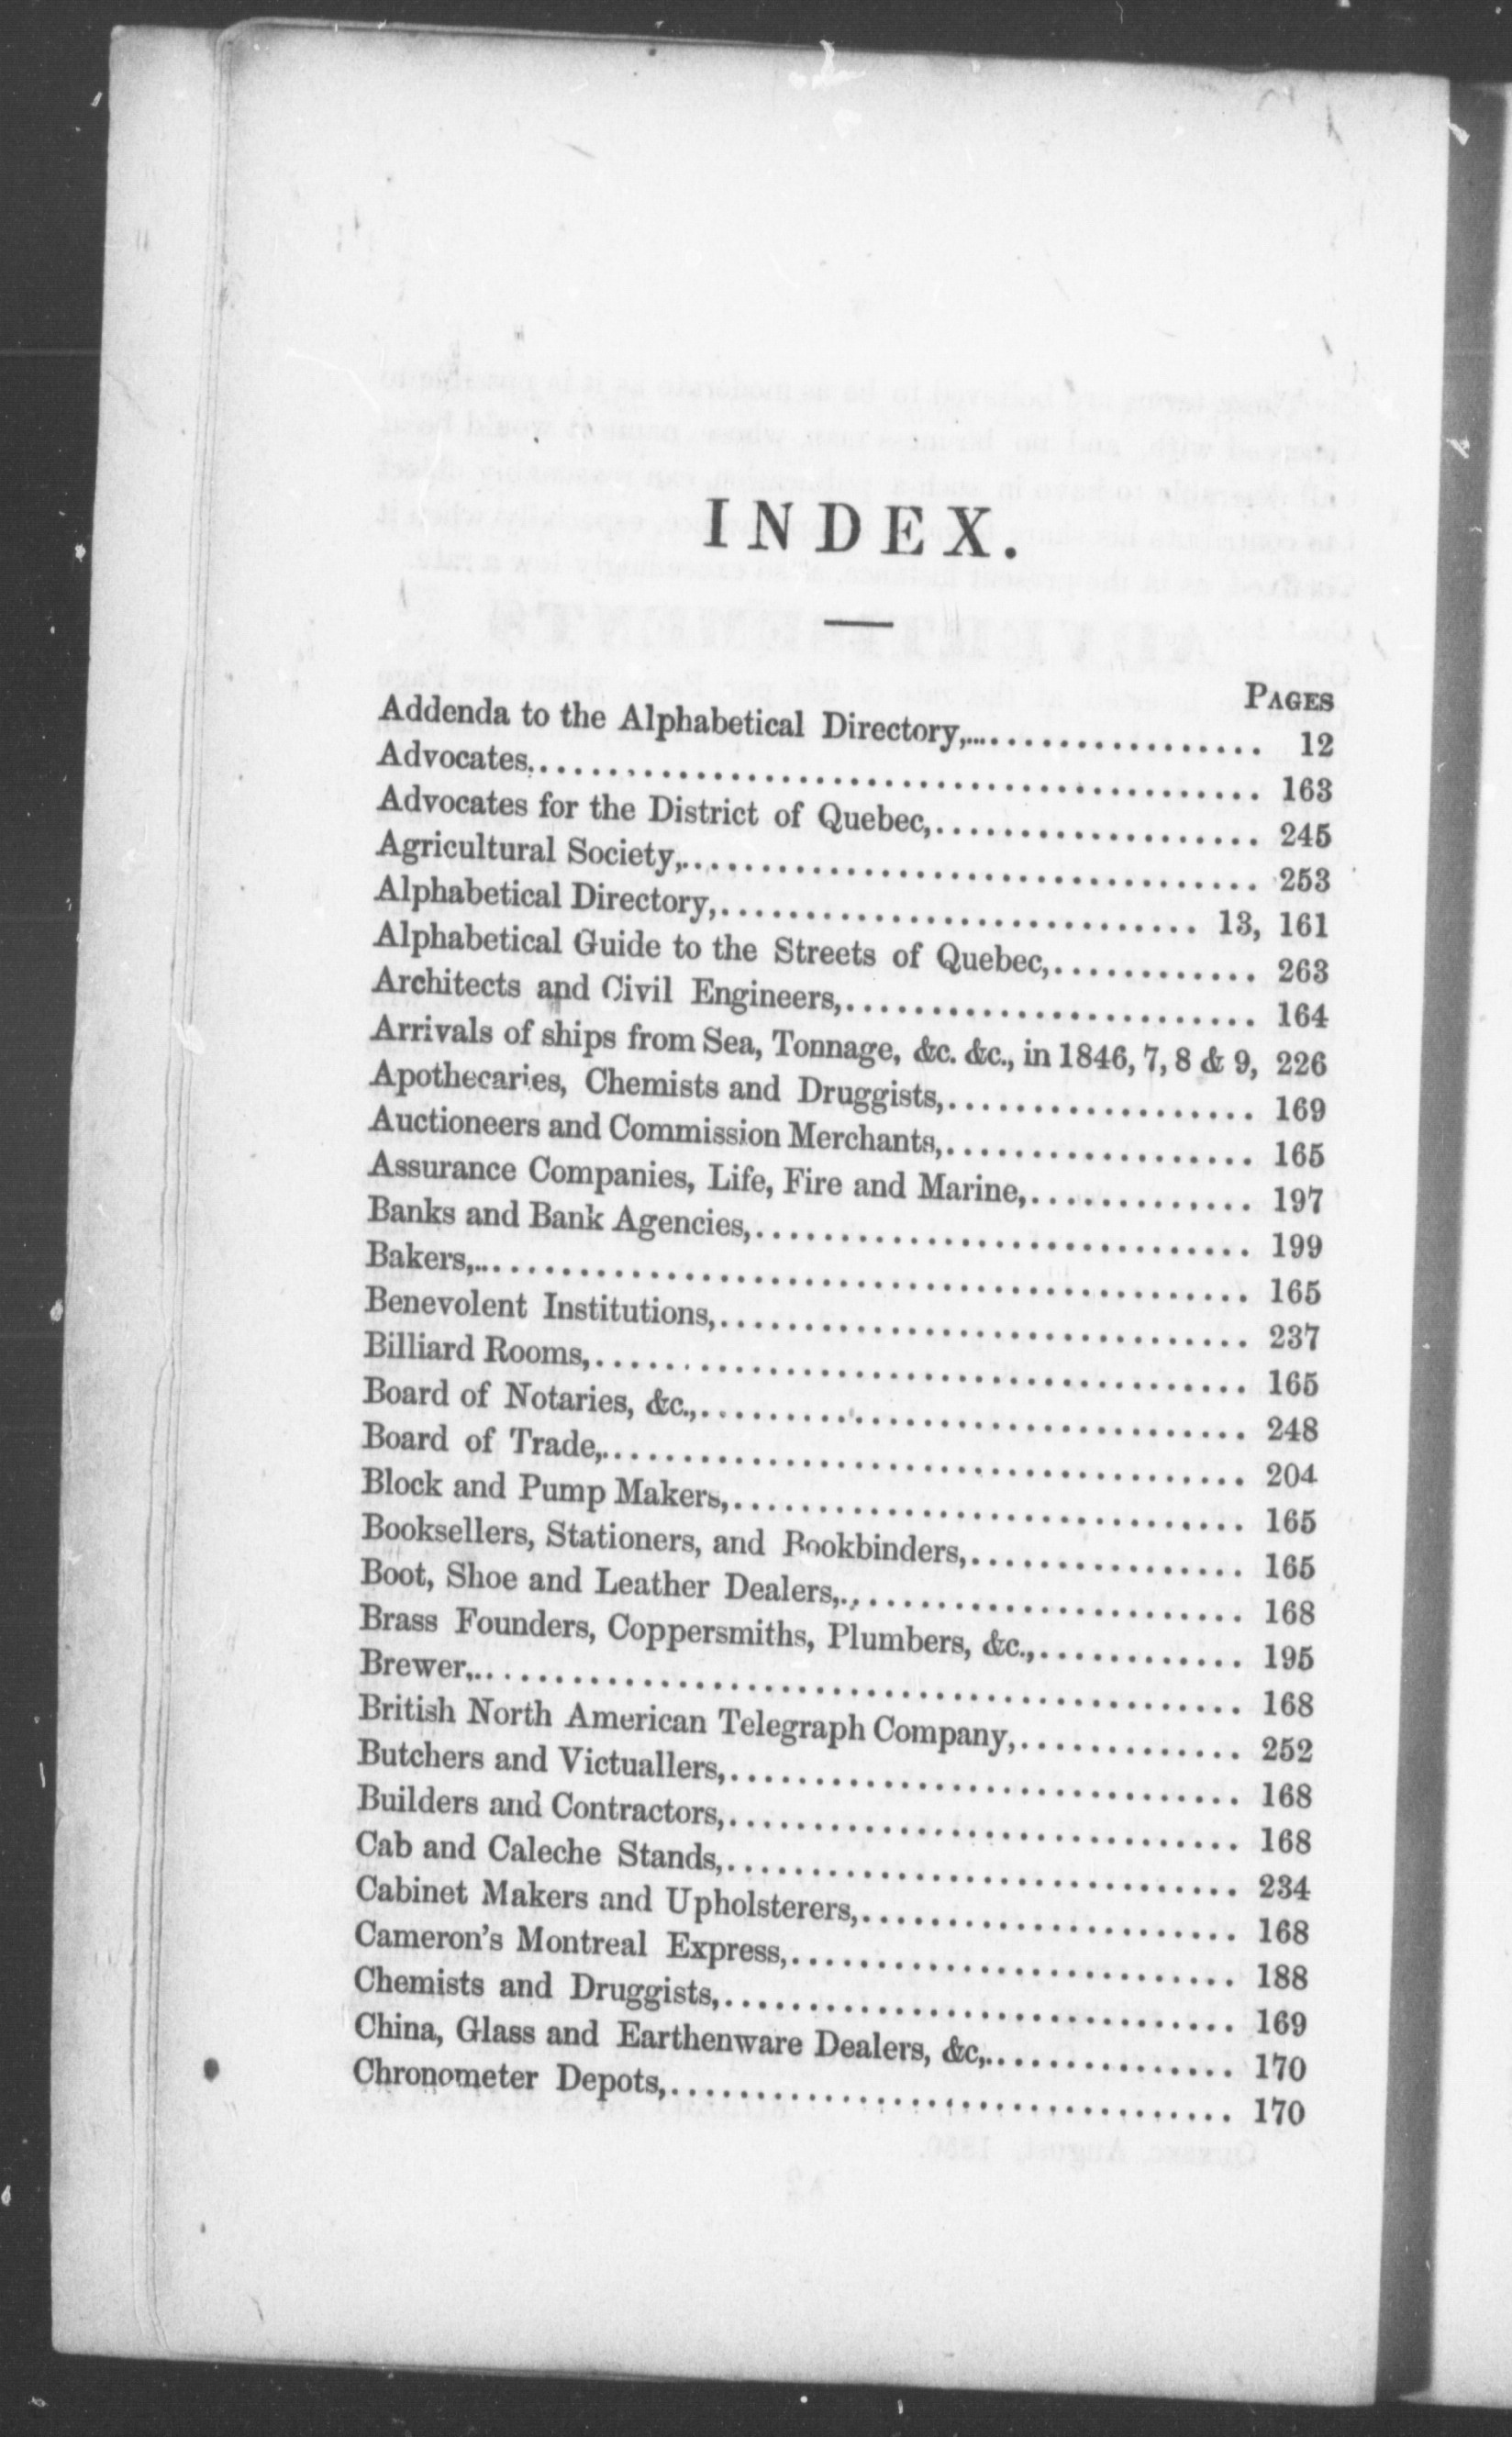 INDEX.
PAGES
Addenda to the Alphabetical Directory,.................... 12
Advocates............................................. 163
Advocates for the District of Quebec,................... 245
Agricultural Society,.................................. 253
Alphabetical Directory,............................ 13, 161
Alphabetical Guide to the Streets of Quebec,............ 263
Architects and Civil Engineers,........................ 164
Arrivals of ships from Sea, Tonnage, &c. &c., in 1846, 7, 8 & 9, 226
Apothecaries, Chemists and Druggists,.................. 169
Auctioneers and Commission Merchants,.................. 165
Assurance Companies, Life, Fire and Marine,............. 197
Banks and Bank Agencies,............................. 199
Bakers,.............................................. 165
Benevolent Institutions,............................... 237
Billiard Rooms,....................................... 165
Board of Notaries, &c.,................................ 248
Board of Trade,...................................... 204
Block and Pump Makers,.............................. 165
Booksellers, Stationers, and Bookbinders,................ 165
Boot, Shoe and Leather Dealers,........................ 168
Brass Founders, Coppersmiths, Plumbers, &c.,............ 195
Brewer,.............................................. 168
British North American Telegraph Company,............. 252
Butchers and Victuallers,.............................. 168
Builders and Contractors,.............................. 168
Cab and Caleche Stands,.............................. 234
Cabinet Makers and Upholsterers,...................... 168
Cameron's Montreal Express,.......................... 188
Chemists and Druggists,.............................. 169
China, Glass and Earthenware Dealers, &c,............... 170
Chronometer Depots,................................. 170